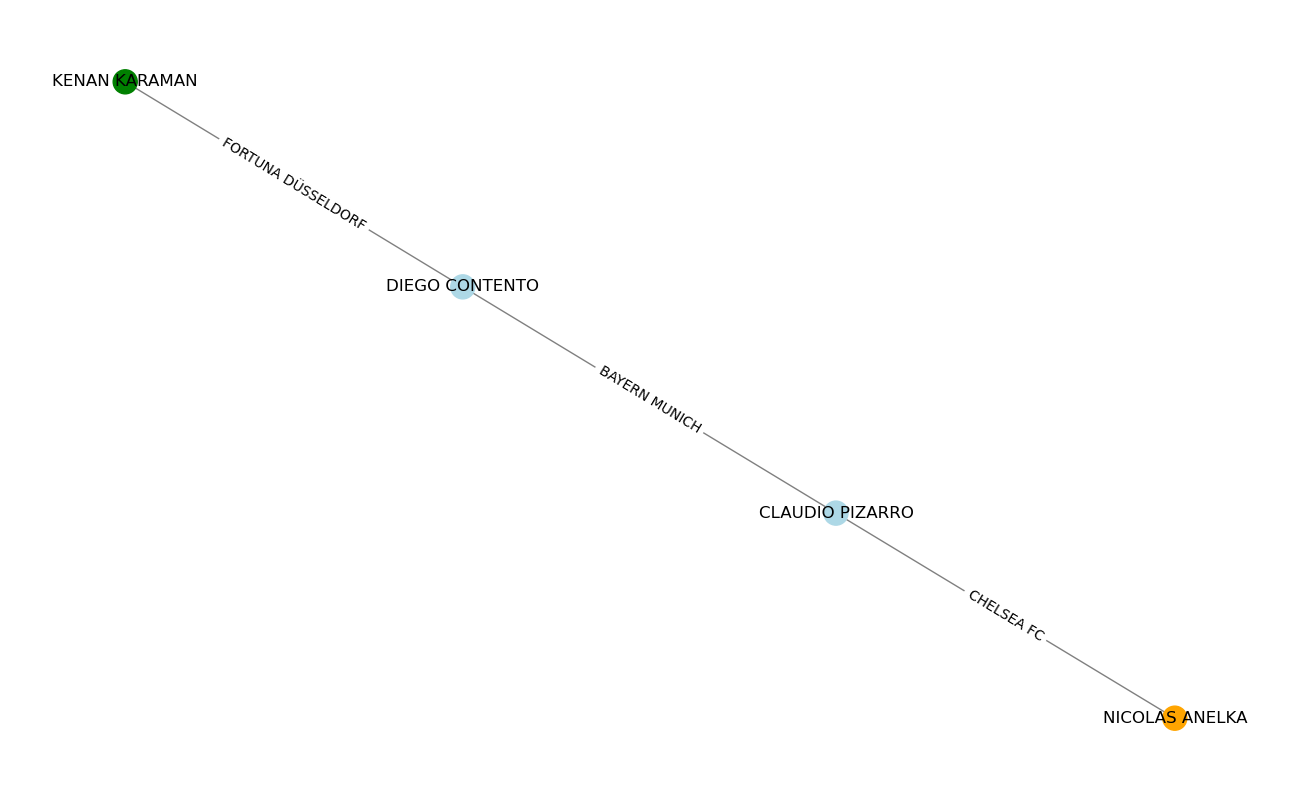 KENAN KARAMAN
FORTUNA DÜSSELDORF
DIEGO CONTENTO
BAYERN MUNICH
CLAUDIO PIZARRO
CHELSEA FC
NICOLAS ANELKA